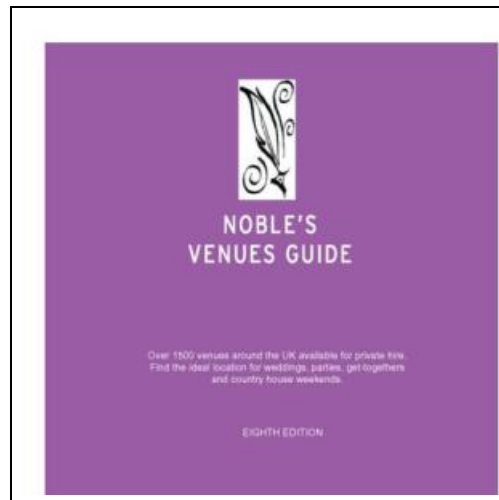 NOBLE'S
VENUES GUIDE
Over 1500 venues around the UK available for private hire.
Find the ideal location for weddings, parties, get-togethers
and country house weekends.
EIGHTH EDITION